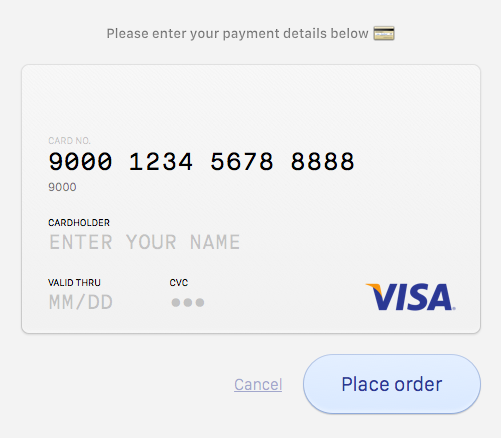 Please enter your payment details below
CARD NO.
9000 1234 5678 8888
9000
CARDHOLDER
ENTER YOUR NAME
VALID THRU CVC
MM/DD •••
VISA
Cancel Place order